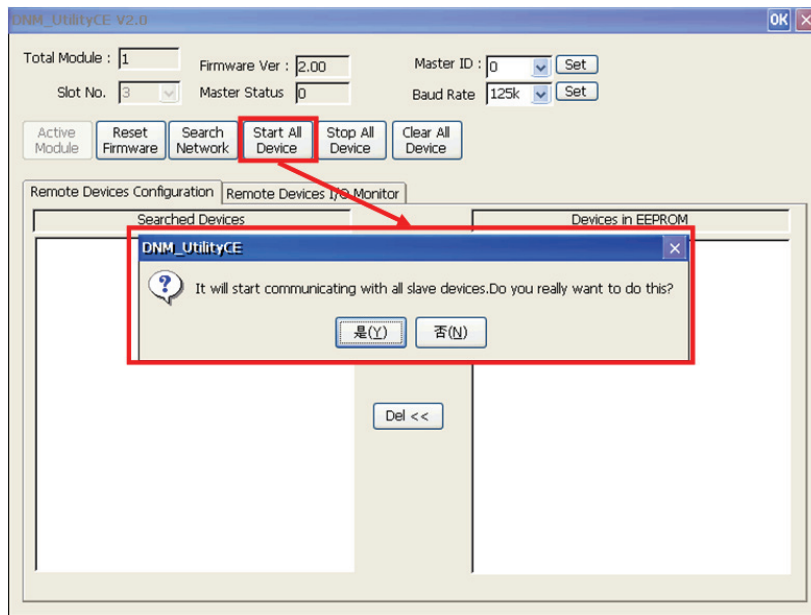 DNM_UtilityCE V2.0 OK
Total Module : 1 Firmware Ver : 2.00 Master ID : 0 Set
Slot No. 3 Master Status 0 Baud Rate 125k Set
Active Module Reset Firmware Search Network Start All Device Stop All Device Clear All Device
Remote Devices Configuration Remote Devices I/O Monitor
Searched Devices Devices in EEPROM
DNM_UtilityCE
It will start communicating with all slave devices.Do you really want to do this?
是(Y) 否(N)
Del <<